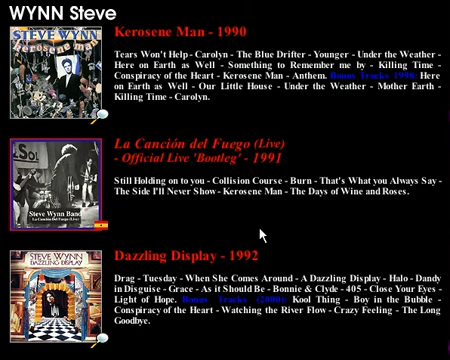 WYNN Steve
STEVE WYNN
kerosene man
Kerosene Man - 1990
Tears Won't Help - Carolyn - The Blue Drifter - Younger - Under the Weather -
Here on Earth as Well - Something to Remember me by - Killing Time -
Conspiracy of the Heart - Kerosene Man - Anthem. Bonus Tracks 1998: Here
on Earth as Well - Our Little House - Under the Weather - Mother Earth -
Killing Time - Carolyn.
Steve Wynn Band
La Canción del Fuego (Live)
La Canción del Fuego (Live)
- Official Live 'Bootleg' - 1991
Still Holding on to you - Collision Course - Burn - That's What you Always Say -
The Side I'll Never Show - Kerosene Man - The Days of Wine and Roses.
STEVE WYNN
DAZZLING DISPLAY
Dazzling Display - 1992
Drag - Tuesday - When She Comes Around - A Dazzling Display - Halo - Dandy
in Disguise - Grace - As it Should Be - Bonnie & Clyde - 405 - Close Your Eyes -
Light of Hope. Bonus Tracks (2000): Kool Thing - Boy in the Bubble -
Conspiracy of the Heart - Watching the River Flow - Crazy Feeling - The Long
Goodbye.